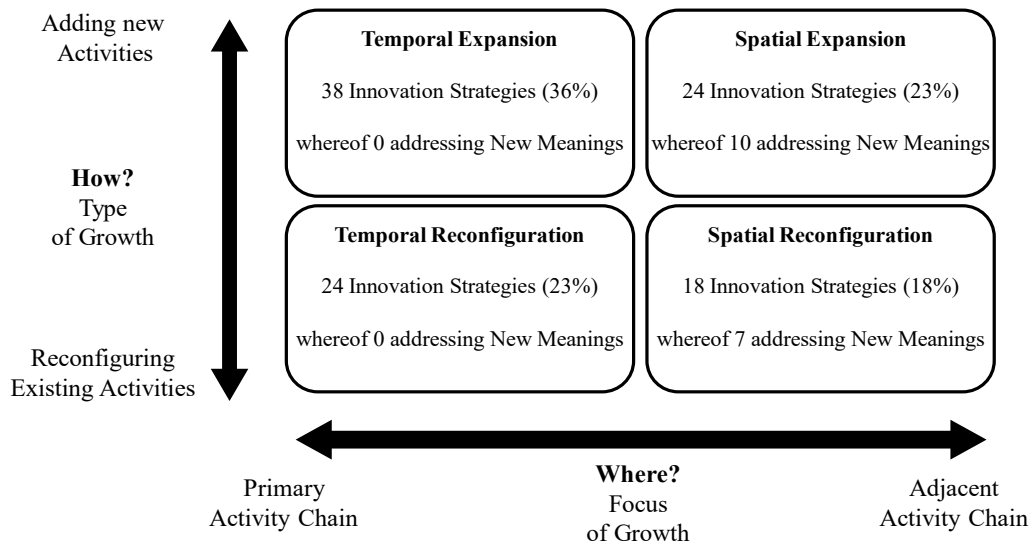 Adding new
Activities
How?
Type
of Growth
Reconfiguring
Existing Activities
Temporal Expansion
38 Innovation Strategies (36%)
whereof 0 addressing New Meanings
Spatial Expansion
24 Innovation Strategies (23%)
whereof 10 addressing New Meanings
Temporal Reconfiguration
24 Innovation Strategies (23%)
whereof 0 addressing New Meanings
Spatial Reconfiguration
18 Innovation Strategies (18%)
whereof 7 addressing New Meanings
Primary
Activity Chain
Where?
Focus
of Growth
Adjacent
Activity Chain